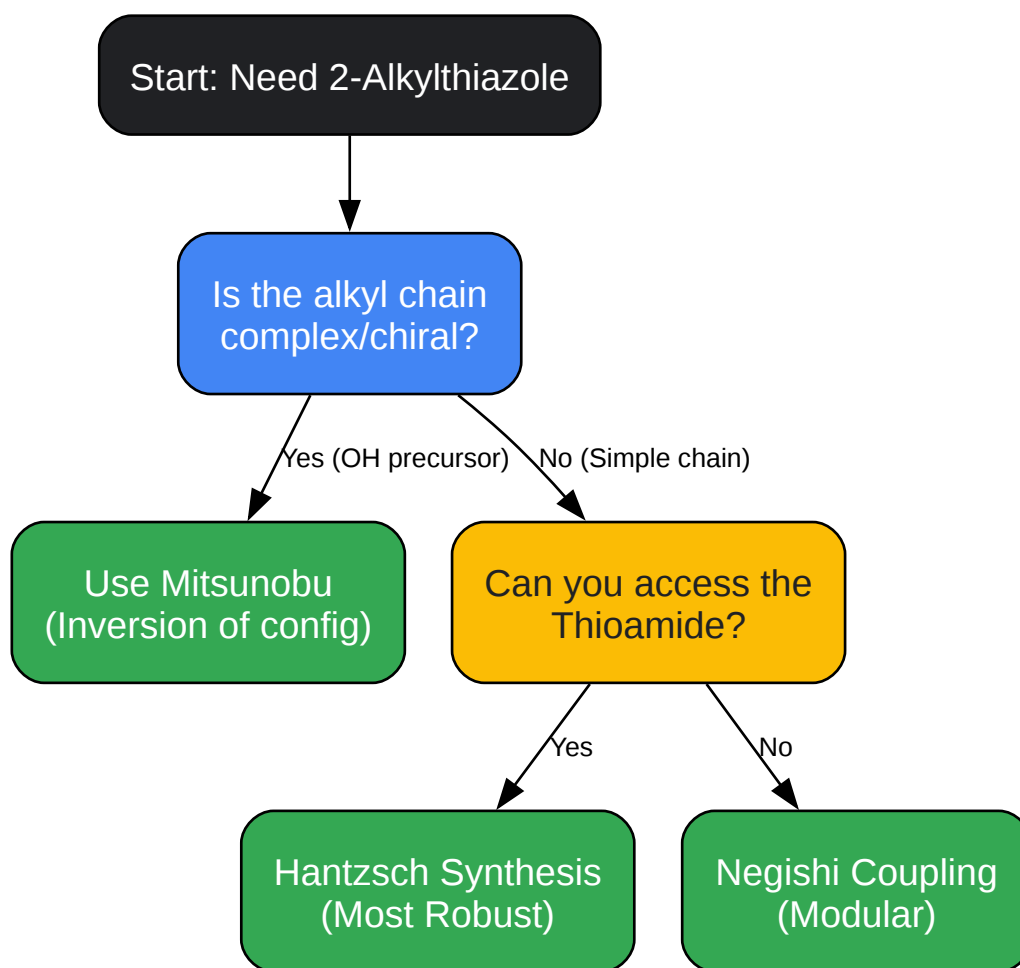 Start: Need 2-Alkylthiazole
Is the alkyl chain
complex/chiral?
Yes (OH precursor)
No (Simple chain)
Use Mitsunobu
(Inversion of config)
Can you access the
Thioamide?
Yes
No
Hantzsch Synthesis
(Most Robust)
Negishi Coupling
(Modular)